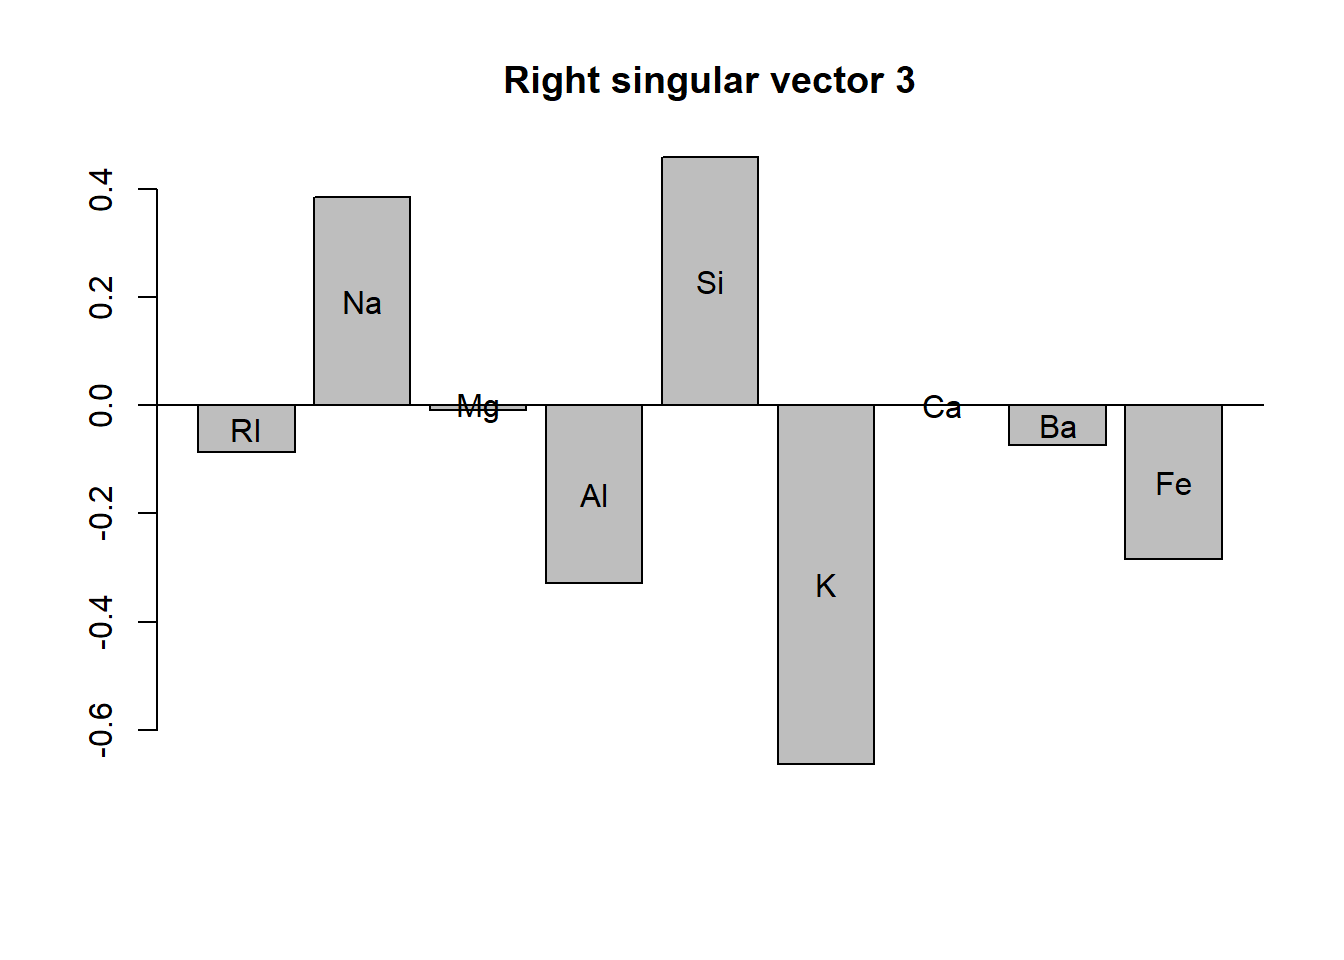 Right singular vector 3
0.4
0.2
0.0
-0.2
-0.4
-0.6
RI
Na
Mg
Al
Si
K
Ca
Ba
Fe